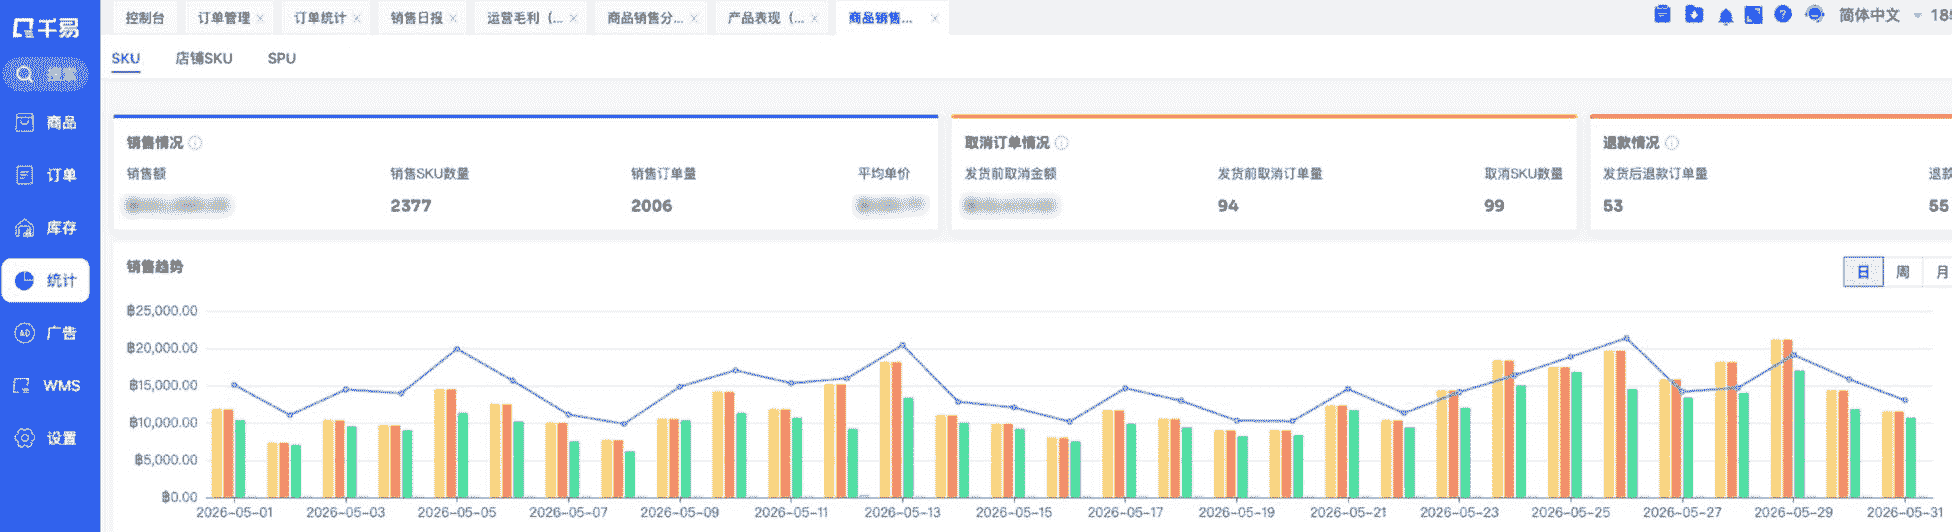 千易
控制台
订单管理
订单统计
销售日报
运营毛利（...
商品销售分...
产品表现（...
商品销售...
简体中文
18
SKU
店铺SKU
SPU
商品
订单
库存
统计
广告
WMS
设置
销售情况
销售额
销售SKU数量
2377
销售订单量
2006
平均单价
取消订单情况
发货前取消金额
发货前取消订单量
94
取消SKU数量
99
退款情况
发货后退款订单量
53
退款
55
销售趋势
日 周 月
฿25,000.00
฿20,000.00
฿15,000.00
฿10,000.00
฿5,000.00
฿0.00
2026-05-01 2026-05-03 2026-05-05 2026-05-07 2026-05-09 2026-05-11 2026-05-13 2026-05-15 2026-05-17 2026-05-19 2026-05-21 2026-05-23 2026-05-25 2026-05-27 2026-05-29 2026-05-31